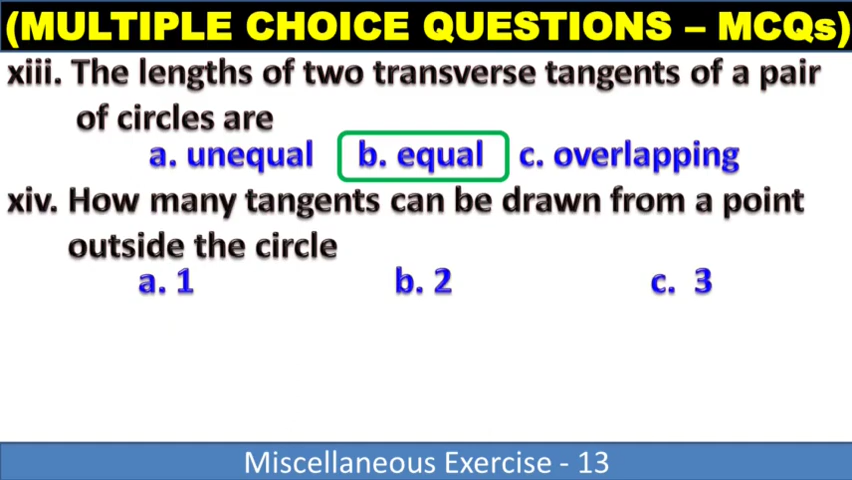 (MULTIPLE CHOICE QUESTIONS – MCQs)
xiii. The lengths of two transverse tangents of a pair
of circles are
a. unequal b. equal c. overlapping
xiv. How many tangents can be drawn from a point
outside the circle
a. 1 b. 2 c. 3
Miscellaneous Exercise - 13